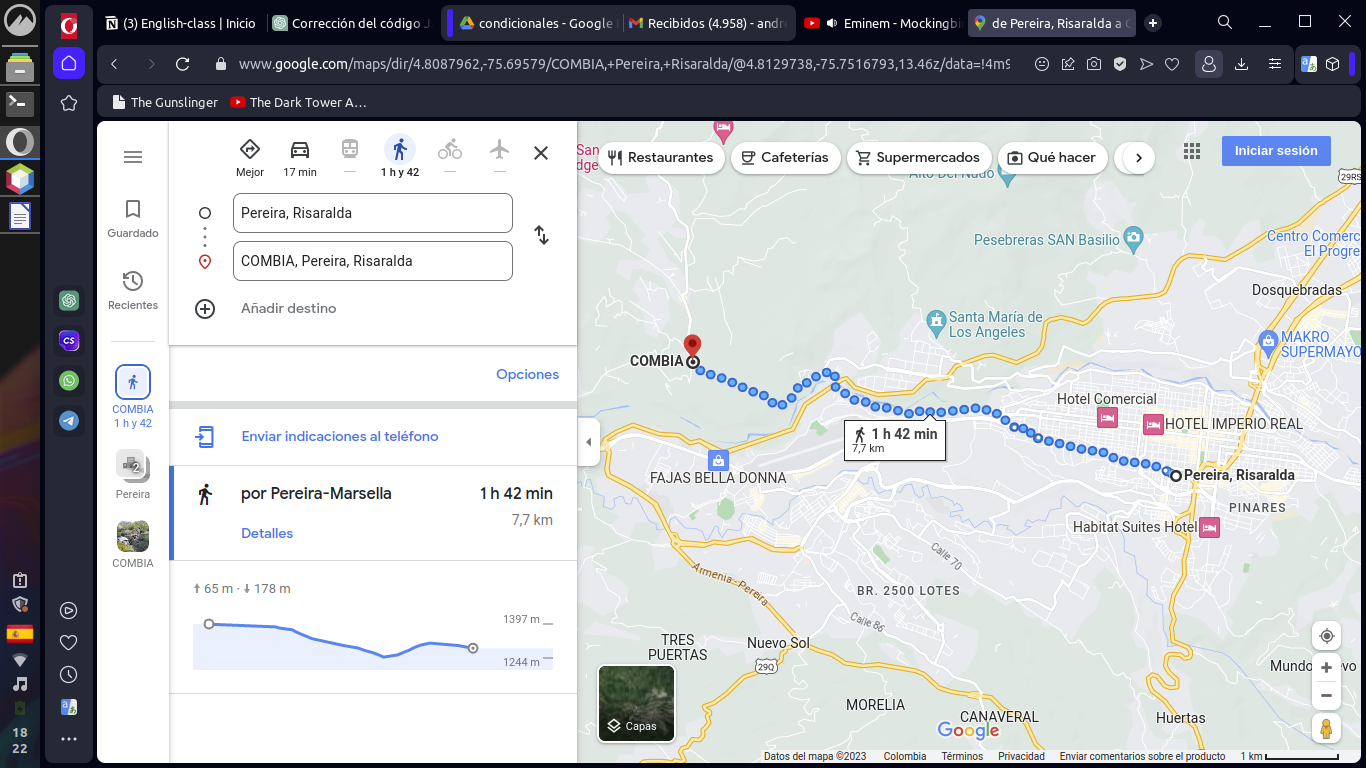 (3) English-class | Inicio
Corrección del código J
condicionales - Google
Recibidos (4.958) - andre
Eminem - Mockingbi
de Pereira, Risaralda a C
www.google.com/maps/dir/4.8087962,-75.69579/COMBIA,+Pereira,+Risaralda/@4.8129738,-75.7516793,13.46z/data=!4m9
The Gunslinger
The Dark Tower A...
Mejor
17 min
—
1 h y 42
—
—
Pereira, Risaralda
COMBIA, Pereira, Risaralda
Añadir destino
Guardado
Recientes
COMBIA
1 h y 42
2
Pereira
COMBIA
Opciones
Enviar indicaciones al teléfono
por Pereira-Marsella
1 h 42 min
7,7 km
Detalles
65 m · 178 m
1397 m
1244 m
Restaurantes
Cafeterías
Supermercados
Qué hacer
Iniciar sesión
Alto Del Nudo
29RS
Pesebreras SAN Basilio
Centro Comerc
El Progre
Dosquebradas
Santa María de
Los Angeles
MAKRO
SUPERMAYO
COMBIA
Hotel Comercial
HOTEL IMPERIO REAL
1 h 42 min
7,7 km
Pereira, Risaralda
FAJAS BELLA DONNA
PINARES
Habitat Suites Hotel
Calle 70
Armenia - Pereira
BR. 2500 LOTES
Calle 86
TRES
PUERTAS
Nuevo Sol
29Q
MORELIA
CANAVERAL
Huertas
Capas
Google
Datos del mapa ©2023
Colombia
Términos
Privacidad
Enviar comentarios sobre el producto
1 km
CS
18
22